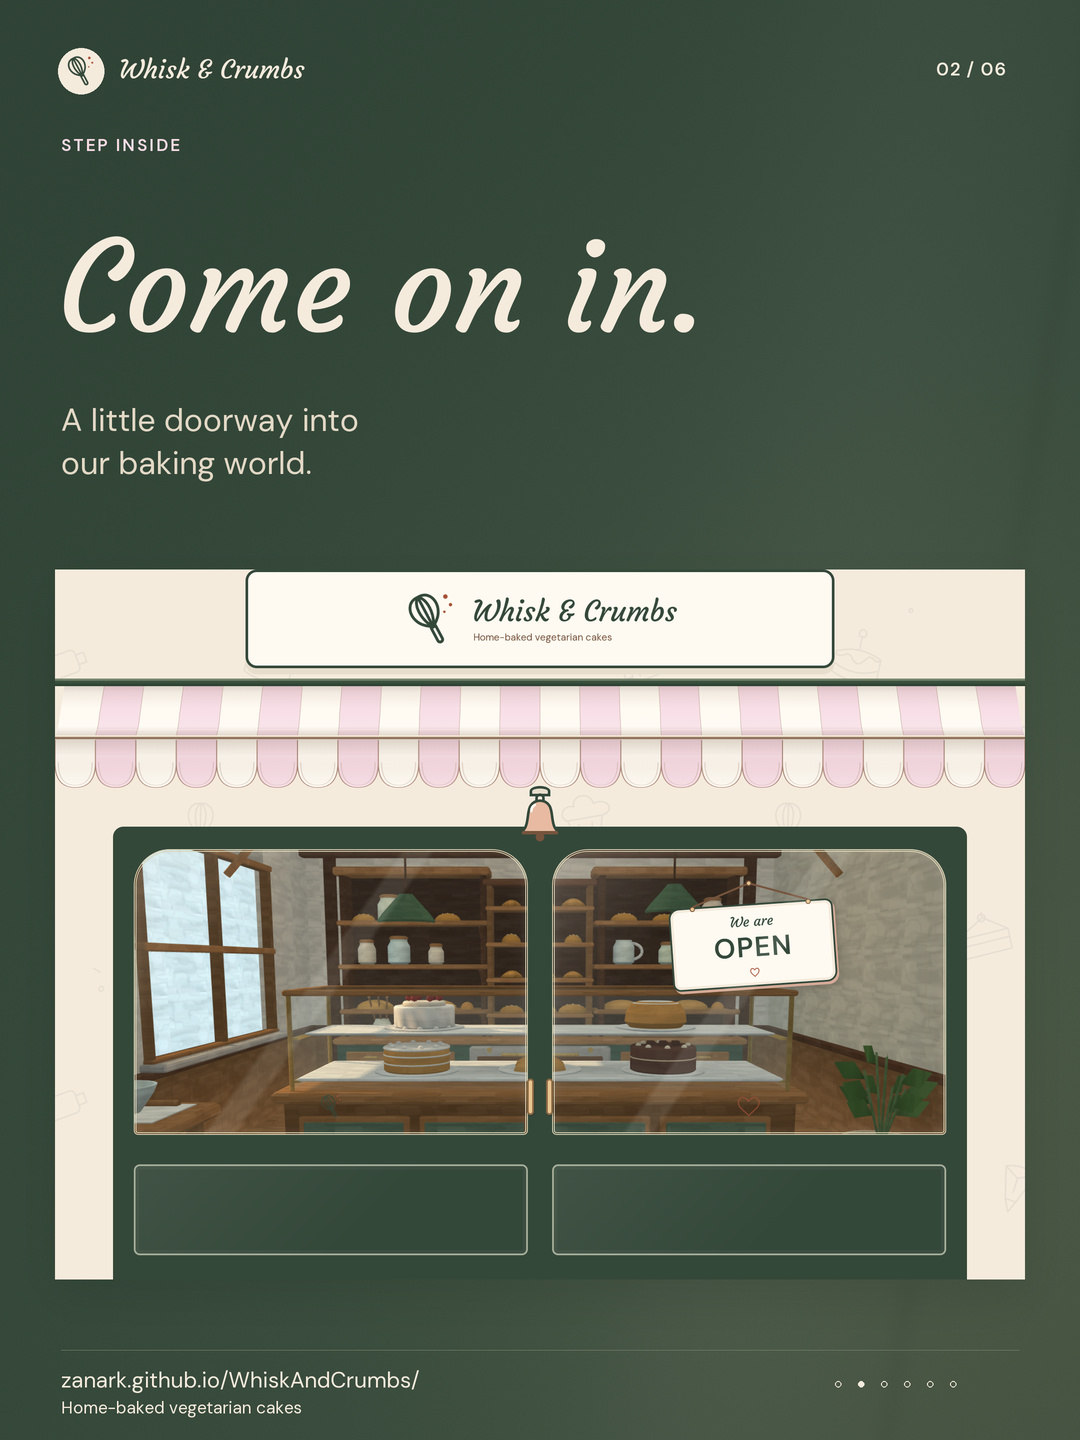 Whisk & Crumbs
02 / 06
STEP INSIDE
Come on in.
A little doorway into
our baking world.
Whisk & Crumbs
Home-baked vegetarian cakes
We are
OPEN
zanark.github.io/WhiskAndCrumbs/
Home-baked vegetarian cakes